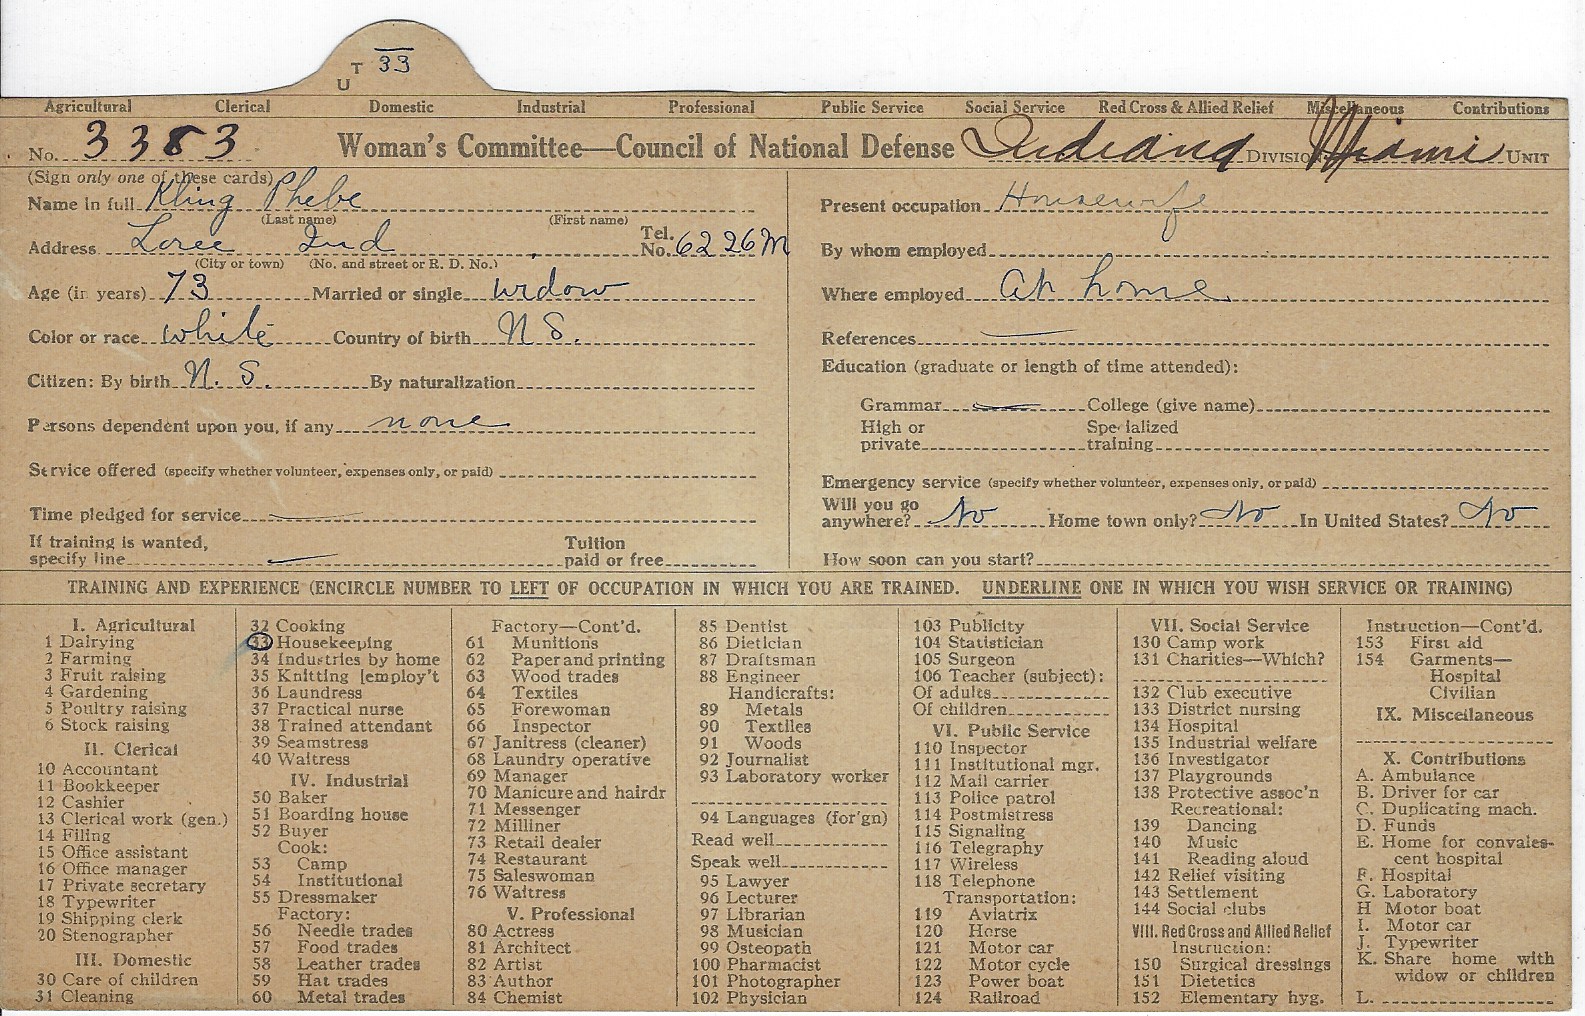 T 33
U
Agricultural Clerical Domestic Industrial Professional Public Service Social Service Red Cross & Allied Relief Miscellaneous Contributions
No. 3383 Woman's Committee—Council of National Defense Indiana DIVISION Miami UNIT
(Sign only one of these cards)
Name in full Kling Phebe
(Last name) (First name)
Address Loree Ind Tel. No. 6226M
(City or town) (No. and street or R. D. No.)
Age (in years) 73 Married or single widow
Color or race white Country of birth N S.
Citizen: By birth N. S. By naturalization
Persons dependent upon you, if any none
Service offered (specify whether volunteer, expenses only, or paid)
Time pledged for service
If training is wanted,
specify line Tuition paid or free
Present occupation Housewife
By whom employed
Where employed At home
References
Education (graduate or length of time attended):
Grammar College (give name)
High or private Specialized training
Emergency service (specify whether volunteer, expenses only, or paid)
Will you go anywhere? No Home town only? No In United States? No
How soon can you start?
TRAINING AND EXPERIENCE (ENCIRCLE NUMBER TO LEFT OF OCCUPATION IN WHICH YOU ARE TRAINED. UNDERLINE ONE IN WHICH YOU WISH SERVICE OR TRAINING)
I. Agricultural
1 Dairying
2 Farming
3 Fruit raising
4 Gardening
5 Poultry raising
6 Stock raising
II. Clerical
10 Accountant
11 Bookkeeper
12 Cashier
13 Clerical work (gen.)
14 Filing
15 Office assistant
16 Office manager
17 Private secretary
18 Typewriter
19 Shipping clerk
20 Stenographer
III. Domestic
30 Care of children
31 Cleaning
32 Cooking
33 Housekeeping
34 Industries by home
35 Knitting [employ't
36 Laundress
37 Practical nurse
38 Trained attendant
39 Seamstress
40 Waitress
IV. Industrial
50 Baker
51 Boarding house
52 Buyer
Cook:
53 Camp
54 Institutional
55 Dressmaker
Factory:
56 Needle trades
57 Food trades
58 Leather trades
59 Hat trades
60 Metal trades
Factory—Cont'd.
61 Munitions
62 Paper and printing
63 Wood trades
64 Textiles
65 Forewoman
66 Inspector
67 Janitress (cleaner)
68 Laundry operative
69 Manager
70 Manicure and hairdr
71 Messenger
72 Milliner
73 Retail dealer
74 Restaurant
75 Saleswoman
76 Waitress
V. Professional
80 Actress
81 Architect
82 Artist
83 Author
84 Chemist
85 Dentist
86 Dietician
87 Draftsman
88 Engineer
Handicrafts:
89 Metals
90 Textiles
91 Woods
92 Journalist
93 Laboratory worker
94 Languages (for'gn)
Read well
Speak well
95 Lawyer
96 Lecturer
97 Librarian
98 Musician
99 Osteopath
100 Pharmacist
101 Photographer
102 Physician
103 Publicity
104 Statistician
105 Surgeon
106 Teacher (subject):
Of adults
Of children
VI. Public Service
110 Inspector
111 Institutional mgr.
112 Mail carrier
113 Police patrol
114 Postmistress
115 Signaling
116 Telegraphy
117 Wireless
118 Telephone
Transportation:
119 Aviatrix
120 Horse
121 Motor car
122 Motor cycle
123 Power boat
124 Railroad
VII. Social Service
130 Camp work
131 Charities—Which?
132 Club executive
133 District nursing
134 Hospital
135 Industrial welfare
136 Investigator
137 Playgrounds
138 Protective assoc'n
Recreational:
139 Dancing
140 Music
141 Reading aloud
142 Relief visiting
143 Settlement
144 Social clubs
VIII. Red Cross and Allied Relief
Instruction:
150 Surgical dressings
151 Dietetics
152 Elementary hyg.
Instruction—Cont'd.
153 First aid
154 Garments—
Hospital
Civilian
IX. Miscellaneous
X. Contributions
A. Ambulance
B. Driver for car
C. Duplicating mach.
D. Funds
E. Home for convales-
cent hospital
F. Hospital
G. Laboratory
H Motor boat
I. Motor car
J. Typewriter
K. Share home with
widow or children
L.